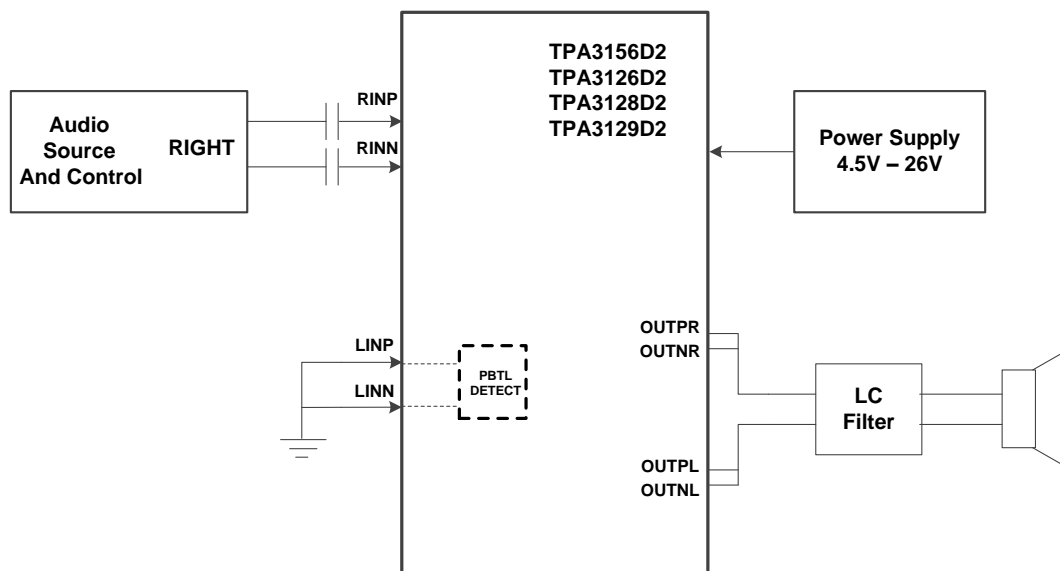 TPA3156D2
TPA3126D2
TPA3128D2
TPA3129D2
Audio
Source
And Control
RIGHT
RINP
RINN
Power Supply
4.5V – 26V
LINP
LINN
PBTL
DETECT
OUTPR
OUTNR
LC
Filter
OUTPL
OUTNL